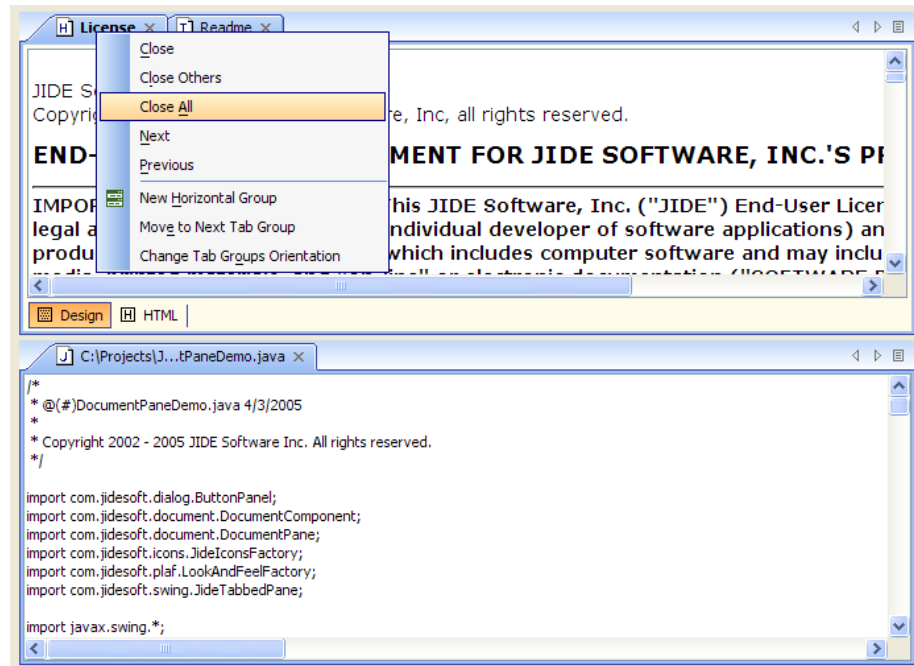 License
Readme
Close
Close Others
Close All
Next
Previous
New Horizontal Group
Move to Next Tab Group
Change Tab Groups Orientation
JIDE
Copyri re, Inc, all rights reserved.
END- MENT FOR JIDE SOFTWARE, INC.'S
IMPOR his JIDE Software, Inc. ("JIDE") End-User Licer
legal a ndividual developer of software applications) an
produ which includes computer software and may inclu
Design
HTML
C:\Projects\J...tPaneDemo.java
/*
* @(#)DocumentPaneDemo.java 4/3/2005
*
* Copyright 2002 - 2005 JIDE Software Inc. All rights reserved.
*/
import com.jidesoft.dialog.ButtonPanel;
import com.jidesoft.document.DocumentComponent;
import com.jidesoft.document.DocumentPane;
import com.jidesoft.icons.JideIconsFactory;
import com.jidesoft.plaf.LookAndFeelFactory;
import com.jidesoft.swing.JideTabbedPane;
import javax.swing.*;